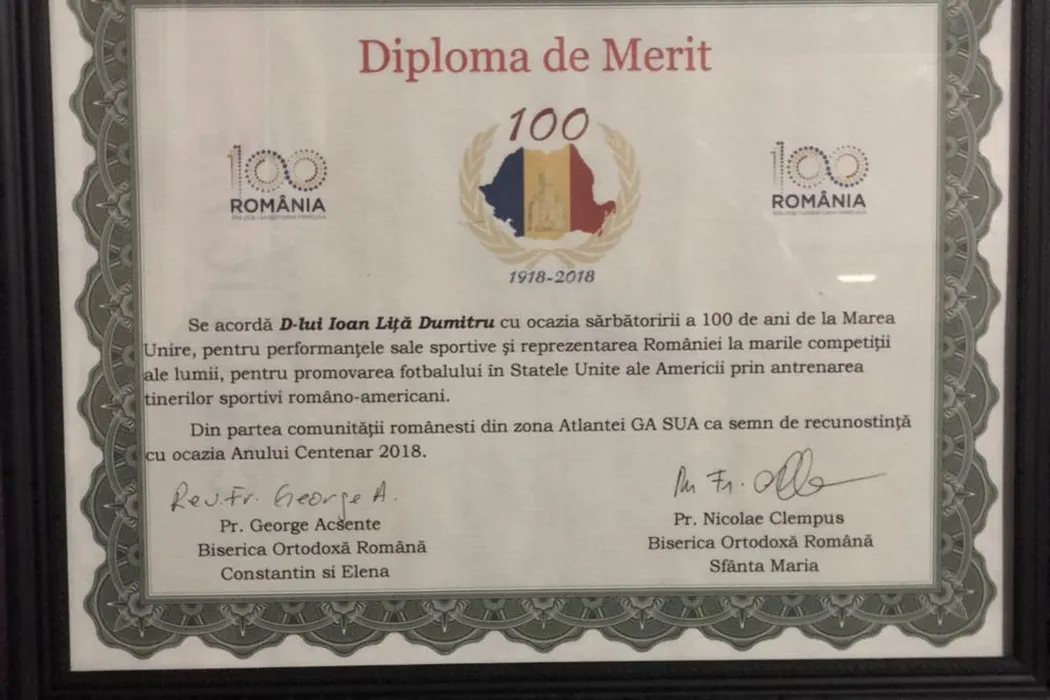 Diploma de Merit
100
100
ROMÂNIA
100
ROMÂNIA
1918-2018
Se acordă D-lui Ioan Liță Dumitru cu ocazia sărbătoririi a 100 de ani de la Marea
Unire, pentru performanțele sale sportive și reprezentarea României la marile competiții
ale lumii, pentru promovarea fotbalului în Statele Unite ale Americii prin antrenarea
tinerilor sportivi româno-americani.
Din partea comunității românesti din zona Atlantei GA SUA ca semn de recunostință
cu ocazia Anului Centenar 2018.
Rev. Fr. George A.
Fr.
Pr. George Acsente
Pr. Nicolae Clempus
Biserica Ortodoxă Română
Biserica Ortodoxă Română
Constantin si Elena
Sfânta Maria